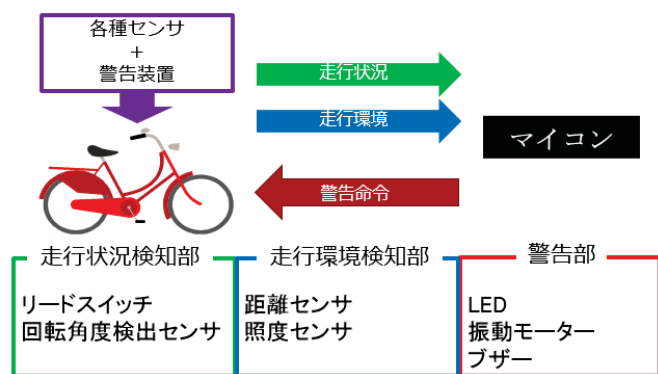 各種センサ
+
警告装置
走行状況
走行環境
マイコン
警告命令
走行状況検知部
リードスイッチ
回転角度検出センサ
走行環境検知部
距離センサ
照度センサ
警告部
LED
振動モーター
ブザー